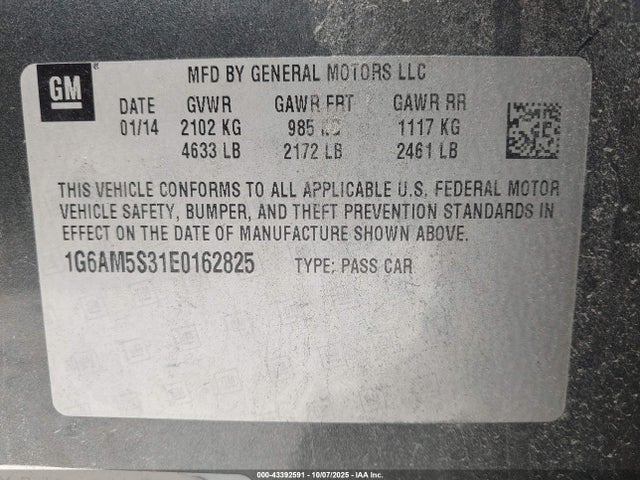 GM
MFD BY GENERAL MOTORS LLC
DATE GVWR GAWR FRT GAWR RR
01/14 2102 KG 985 KG 1117 KG
4633 LB 2172 LB 2461 LB
THIS VEHICLE CONFORMS TO ALL APPLICABLE U.S. FEDERAL MOTOR
VEHICLE SAFETY, BUMPER, AND THEFT PREVENTION STANDARDS IN
EFFECT ON THE DATE OF MANUFACTURE SHOWN ABOVE.
1G6AM5S31E0162825 TYPE: PASS CAR
000-43392591 - 10/07/2025 - IAA Inc.